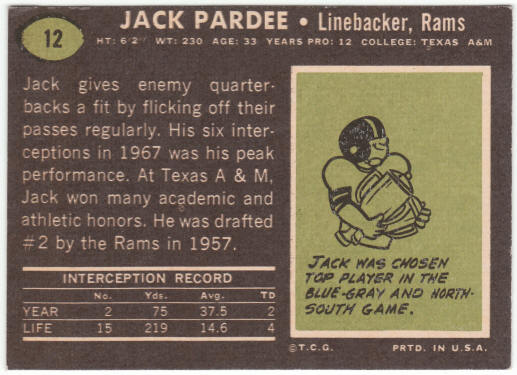 12
JACK PARDEE • Linebacker, Rams
HT: 6'2" WT: 230 AGE: 33 YEARS PRO: 12 COLLEGE: TEXAS A&M
Jack gives enemy quarter-
backs a fit by flicking off their
passes regularly. His six inter-
ceptions in 1967 was his peak
performance. At Texas A & M,
Jack won many academic and
athletic honors. He was drafted
#2 by the Rams in 1957.
INTERCEPTION RECORD
No. Yds. Avg. TD
YEAR 2 75 37.5 2
LIFE 15 219 14.6 4
JACK WAS CHOSEN
TOP PLAYER IN THE
BLUE-GRAY AND NORTH-
SOUTH GAME.
©T.C.G. PRTD. IN U.S.A.